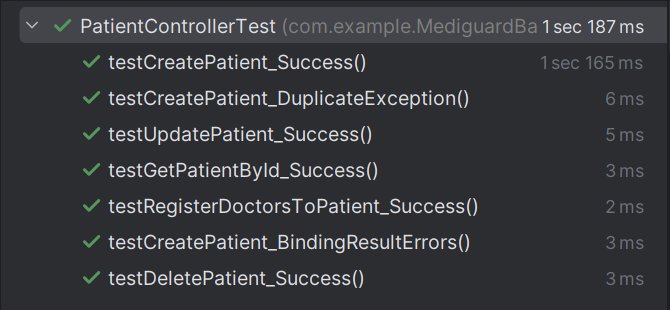 PatientControllerTest (com.example.MediguardBa 1 sec 187 ms
testCreatePatient_Success() 1 sec 165 ms
testCreatePatient_DuplicateException() 6 ms
testUpdatePatient_Success() 5 ms
testGetPatientById_Success() 3 ms
testRegisterDoctorsToPatient_Success() 2 ms
testCreatePatient_BindingResultErrors() 3 ms
testDeletePatient_Success() 3 ms